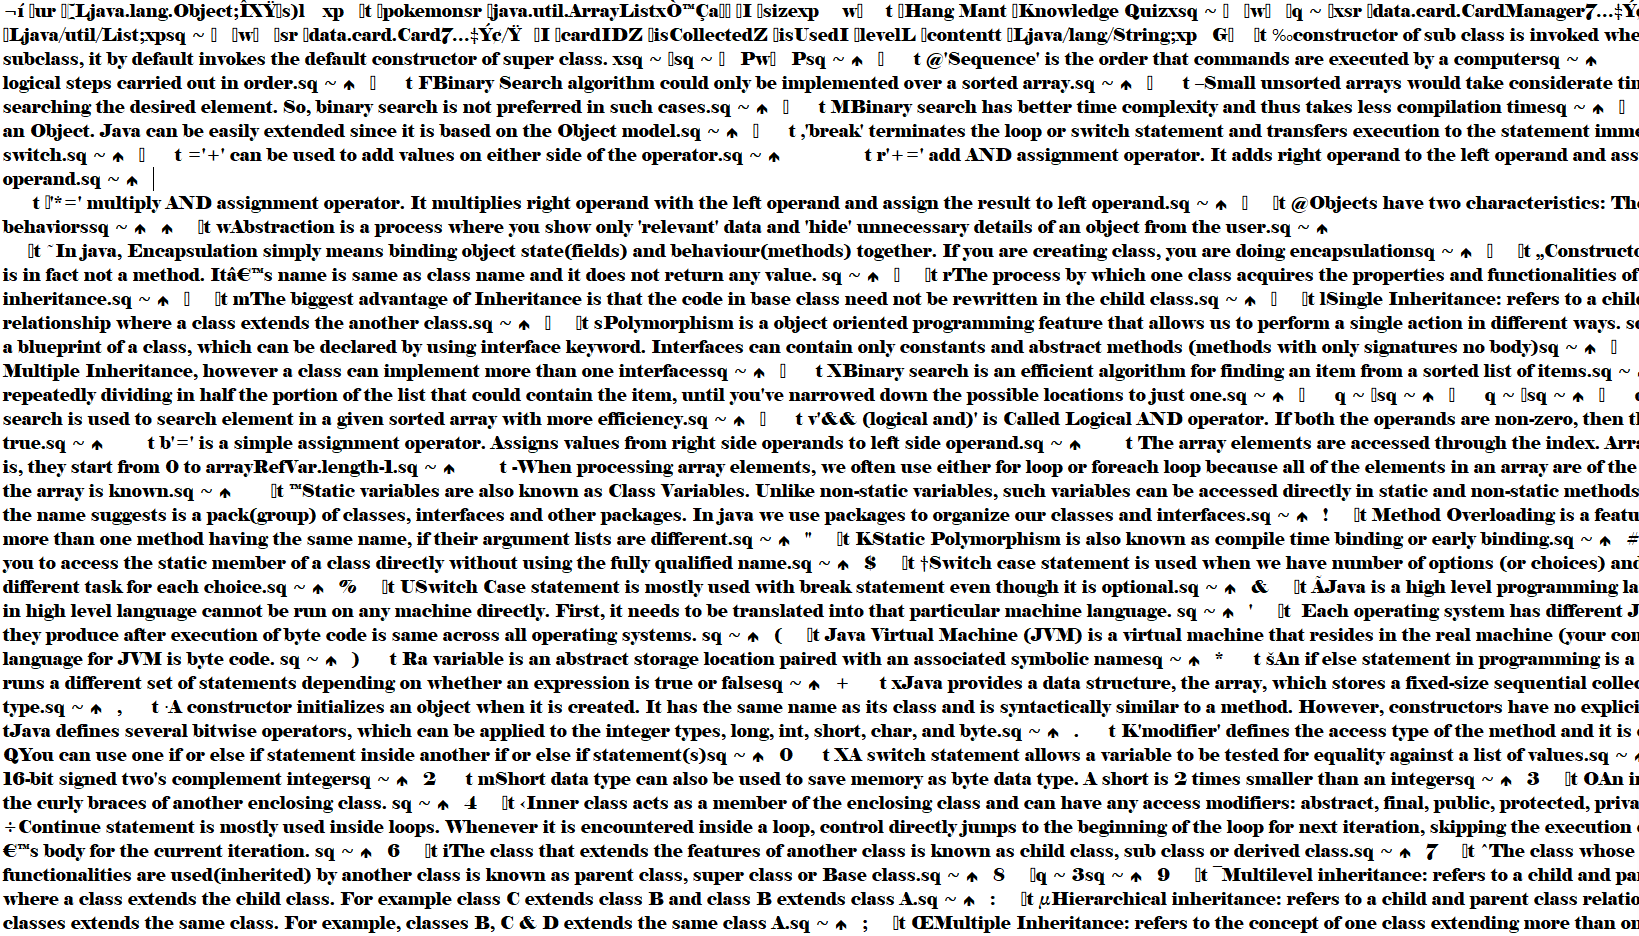 ¬í ur [Ljava.lang.Object;ÎXŸs)l xp t pokemonsr java.util.ArrayListxÒ™Ça I sizexp w t Hang Mant Knowledge Quizxsq ~ w q ~ xsr data.card.CardManager7…‡Ýc
Ljava/util/List;xpsq ~ w sr data.card.Card7…‡Ýc/Ÿ I cardIDZ isCollectedZ isUsedI levelL contentt Ljava/lang/String;xp G t ‰constructor of sub class is invoked whe
subclass, it by default invokes the default constructor of super class. xsq ~ sq ~ Pw Psq ~ t @'Sequence' is the order that commands are executed by a computersq ~
logical steps carried out in order.sq ~ t FBinary Search algorithm could only be implemented over a sorted array.sq ~ t –Small unsorted arrays would take considerate tim
searching the desired element. So, binary search is not preferred in such cases.sq ~ t MBinary search has better time complexity and thus takes less compilation timesq ~
an Object. Java can be easily extended since it is based on the Object model.sq ~ t ‚'break' terminates the loop or switch statement and transfers execution to the statement imme
switch.sq ~ t ='+' can be used to add values on either side of the operator.sq ~ t r'+=' add AND assignment operator. It adds right operand to the left operand and ass
operand.sq ~
t '*=' multiply AND assignment operator. It multiplies right operand with the left operand and assign the result to left operand.sq ~ t @Objects have two characteristics: The
behaviorssq ~ t wAbstraction is a process where you show only 'relevant' data and 'hide' unnecessary details of an object from the user.sq ~
t ˜In java, Encapsulation simply means binding object state(fields) and behaviour(methods) together. If you are creating class, you are doing encapsulationsq ~ t „Constructo
is in fact not a method. Itâ€™s name is same as class name and it does not return any value. sq ~ t rThe process by which one class acquires the properties and functionalities of
inheritance.sq ~ t mThe biggest advantage of Inheritance is that the code in base class need not be rewritten in the child class.sq ~ t lSingle Inheritance: refers to a child
relationship where a class extends the another class.sq ~ t sPolymorphism is a object oriented programming feature that allows us to perform a single action in different ways. sq
a blueprint of a class, which can be declared by using interface keyword. Interfaces can contain only constants and abstract methods (methods with only signatures no body)sq ~
Multiple Inheritance, however a class can implement more than one interfacessq ~ t XBinary search is an efficient algorithm for finding an item from a sorted list of items.sq ~
repeatedly dividing in half the portion of the list that could contain the item, until you've narrowed down the possible locations to just one.sq ~ q ~ sq ~ q ~ sq ~
search is used to search element in a given sorted array with more efficiency.sq ~ t v'&& (logical and)' is Called Logical AND operator. If both the operands are non-zero, then th
true.sq ~ t b'=' is a simple assignment operator. Assigns values from right side operands to left side operand.sq ~ t The array elements are accessed through the index. Arra
is, they start from 0 to arrayRefVar.length-1.sq ~ t -When processing array elements, we often use either for loop or foreach loop because all of the elements in an array are of the
the array is known.sq ~ t ™Static variables are also known as Class Variables. Unlike non-static variables, such variables can be accessed directly in static and non-static methods
the name suggests is a pack(group) of classes, interfaces and other packages. In java we use packages to organize our classes and interfaces.sq ~ ! t Method Overloading is a featu
more than one method having the same name, if their argument lists are different.sq ~ " t KStatic Polymorphism is also known as compile time binding or early binding.sq ~ #
you to access the static member of a class directly without using the fully qualified name.sq ~ $ t †Switch case statement is used when we have number of options (or choices) and
different task for each choice.sq ~ % t USwitch Case statement is mostly used with break statement even though it is optional.sq ~ & t ÃJava is a high level programming la
in high level language cannot be run on any machine directly. First, it needs to be translated into that particular machine language. sq ~ ' t Each operating system has different J
they produce after execution of byte code is same across all operating systems. sq ~ ( t Java Virtual Machine (JVM) is a virtual machine that resides in the real machine (your com
language for JVM is byte code. sq ~ ) t Ra variable is an abstract storage location paired with an associated symbolic namesq ~ * t šAn if else statement in programming is a
runs a different set of statements depending on whether an expression is true or falsesq ~ + t xJava provides a data structure, the array, which stores a fixed-size sequential collec
type.sq ~ , t ·A constructor initializes an object when it is created. It has the same name as its class and is syntactically similar to a method. However, constructors have no explici
tJava defines several bitwise operators, which can be applied to the integer types, long, int, short, char, and byte.sq ~ . t K'modifier' defines the access type of the method and it is
QYou can use one if or else if statement inside another if or else if statement(s)sq ~ 0 t XA switch statement allows a variable to be tested for equality against a list of values.sq ~
16-bit signed two's complement integersq ~ 2 t mShort data type can also be used to save memory as byte data type. A short is 2 times smaller than an integersq ~ 3 t OAn in
the curly braces of another enclosing class. sq ~ 4 t ‹Inner class acts as a member of the enclosing class and can have any access modifiers: abstract, final, public, protected, priva
÷Continue statement is mostly used inside loops. Whenever it is encountered inside a loop, control directly jumps to the beginning of the loop for next iteration, skipping the execution
€™s body for the current iteration. sq ~ 6 t iThe class that extends the features of another class is known as child class, sub class or derived class.sq ~ 7 t ˆThe class whose
functionalities are used(inherited) by another class is known as parent class, super class or Base class.sq ~ 8 q ~ 3sq ~ 9 t ¯Multilevel inheritance: refers to a child and par
where a class extends the child class. For example class C extends class B and class B extends class A.sq ~ : t µHierarchical inheritance: refers to a child and parent class relatio
classes extends the same class. For example, classes B, C & D extends the same class A.sq ~ ; t ŒMultiple Inheritance: refers to the concept of one class extending more than on